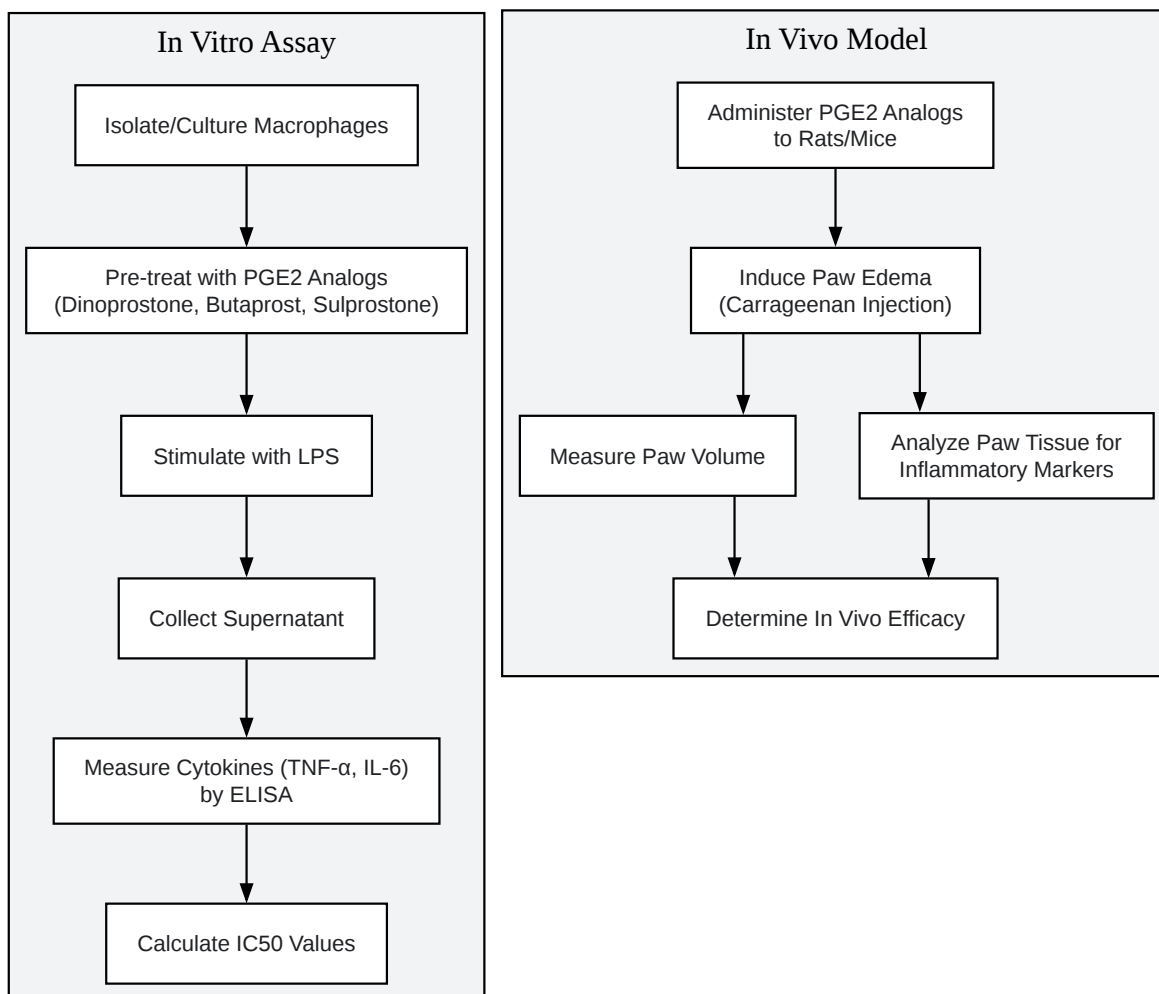 In Vitro Assay
Isolate/Culture Macrophages
Pre-treat with PGE2 Analogs
(Dinoprostone, Butaprost, Sulprostone)
Stimulate with LPS
Collect Supernatant
Measure Cytokines (TNF-α, IL-6)
by ELISA
Calculate IC50 Values
In Vivo Model
Administer PGE2 Analogs
to Rats/Mice
Induce Paw Edema
(Carrageenan Injection)
Measure Paw Volume
Analyze Paw Tissue for
Inflammatory Markers
Determine In Vivo Efficacy